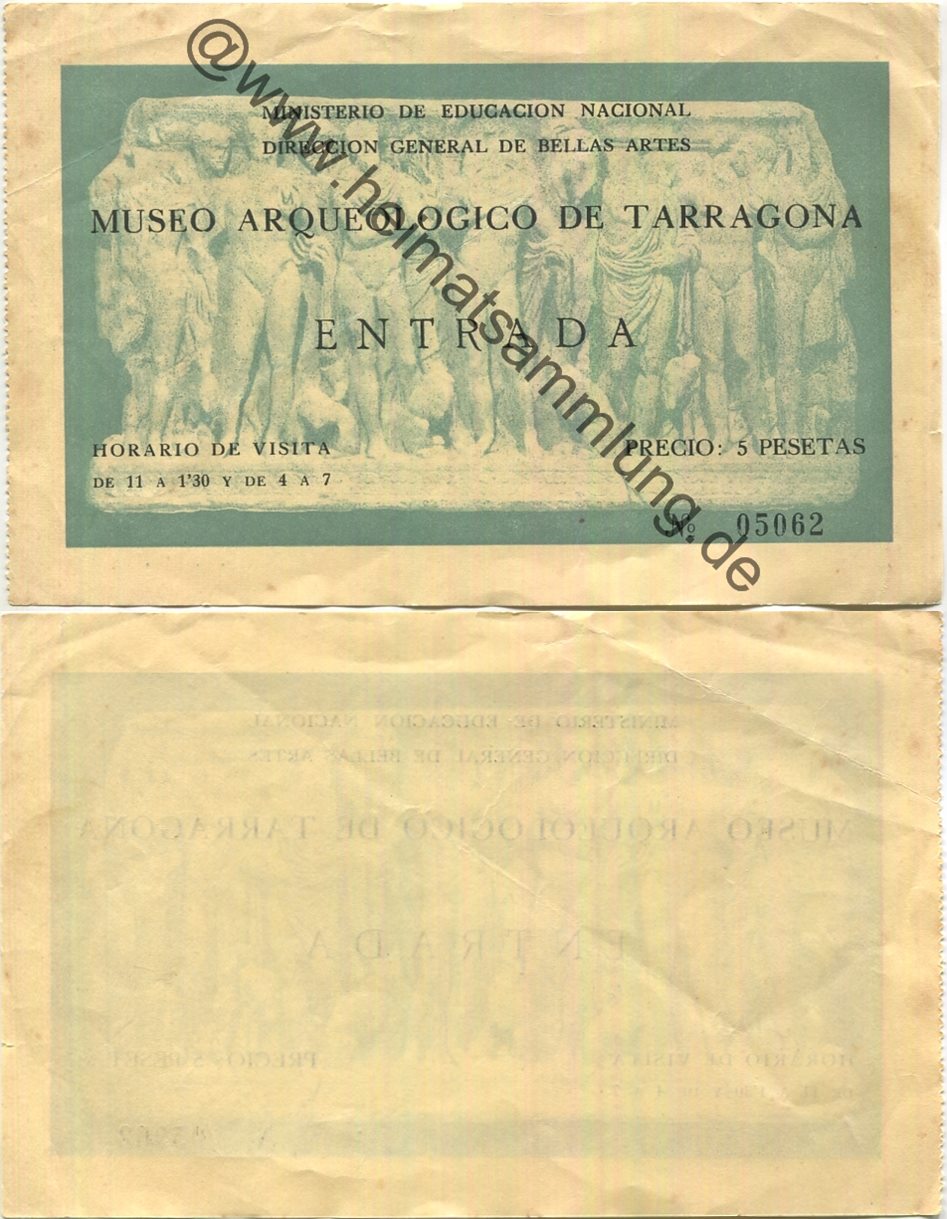 MINISTERIO DE EDUCACION NACIONAL
DIRECCION GENERAL DE BELLAS ARTES
MUSEO ARQUEOLOGICO DE TARRAGONA
ENTRADA
HORARIO DE VISITA
DE 11 A 1'30 Y DE 4 A 7
PRECIO: 5 PESETAS
Nº 05062
@www.heimatsammlung.de